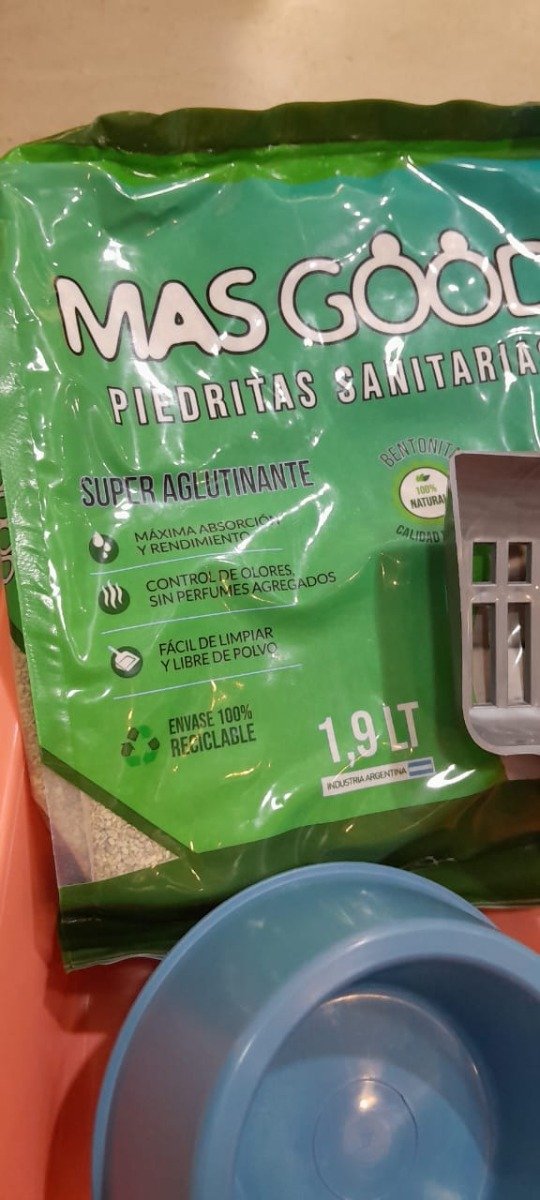 MAS GOOD
PIEDRITAS SANITARIAS
SUPER AGLUTINANTE
BENTONITA
100%
NATURAL
CALIDAD
MÁXIMA ABSORCIÓN
Y RENDIMIENTO
CONTROL DE OLORES,
SIN PERFUMES AGREGADOS
FÁCIL DE LIMPIAR
Y LIBRE DE POLVO
ENVASE 100%
RECICLABLE
1,9 LT
INDUSTRIA ARGENTINA